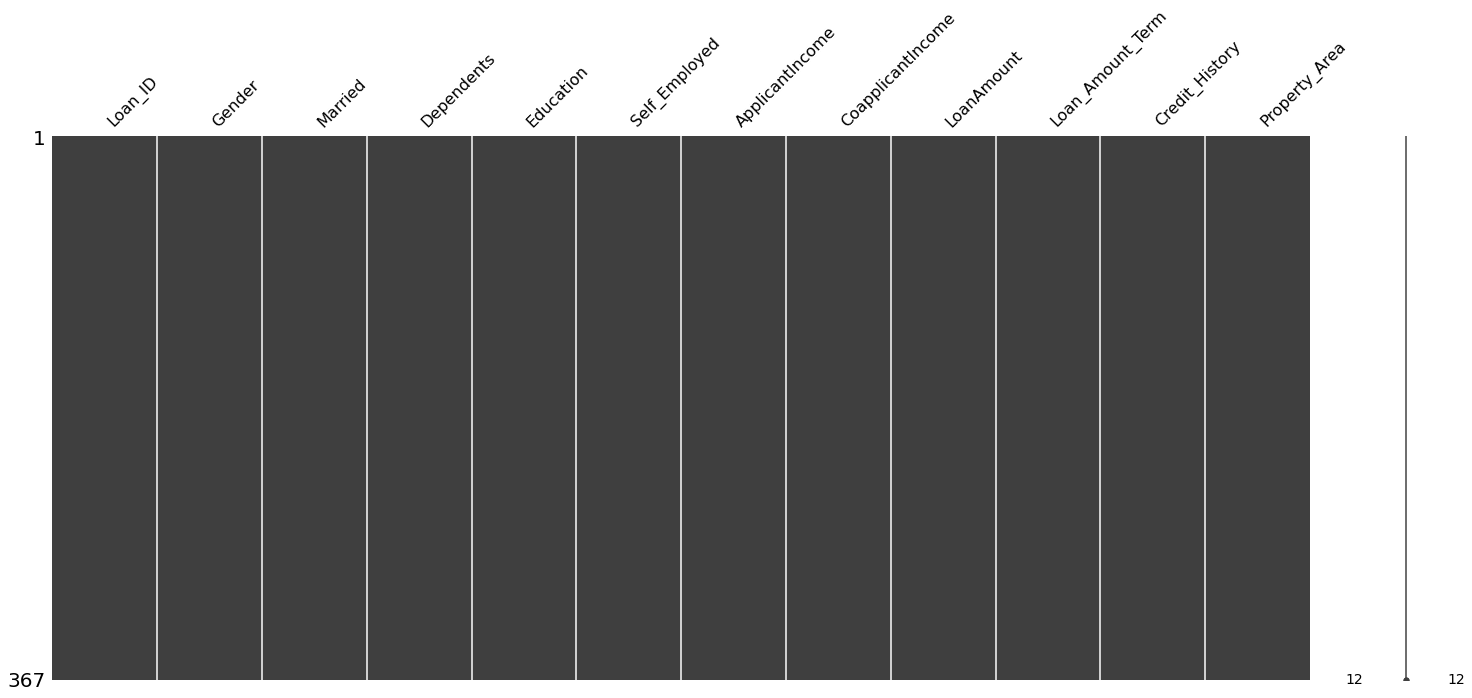 Loan_ID
Gender
Married
Dependents
Education
Self_Employed
ApplicantIncome
CoapplicantIncome
LoanAmount
Loan_Amount_Term
Credit_History
Property_Area
1
367
12
12